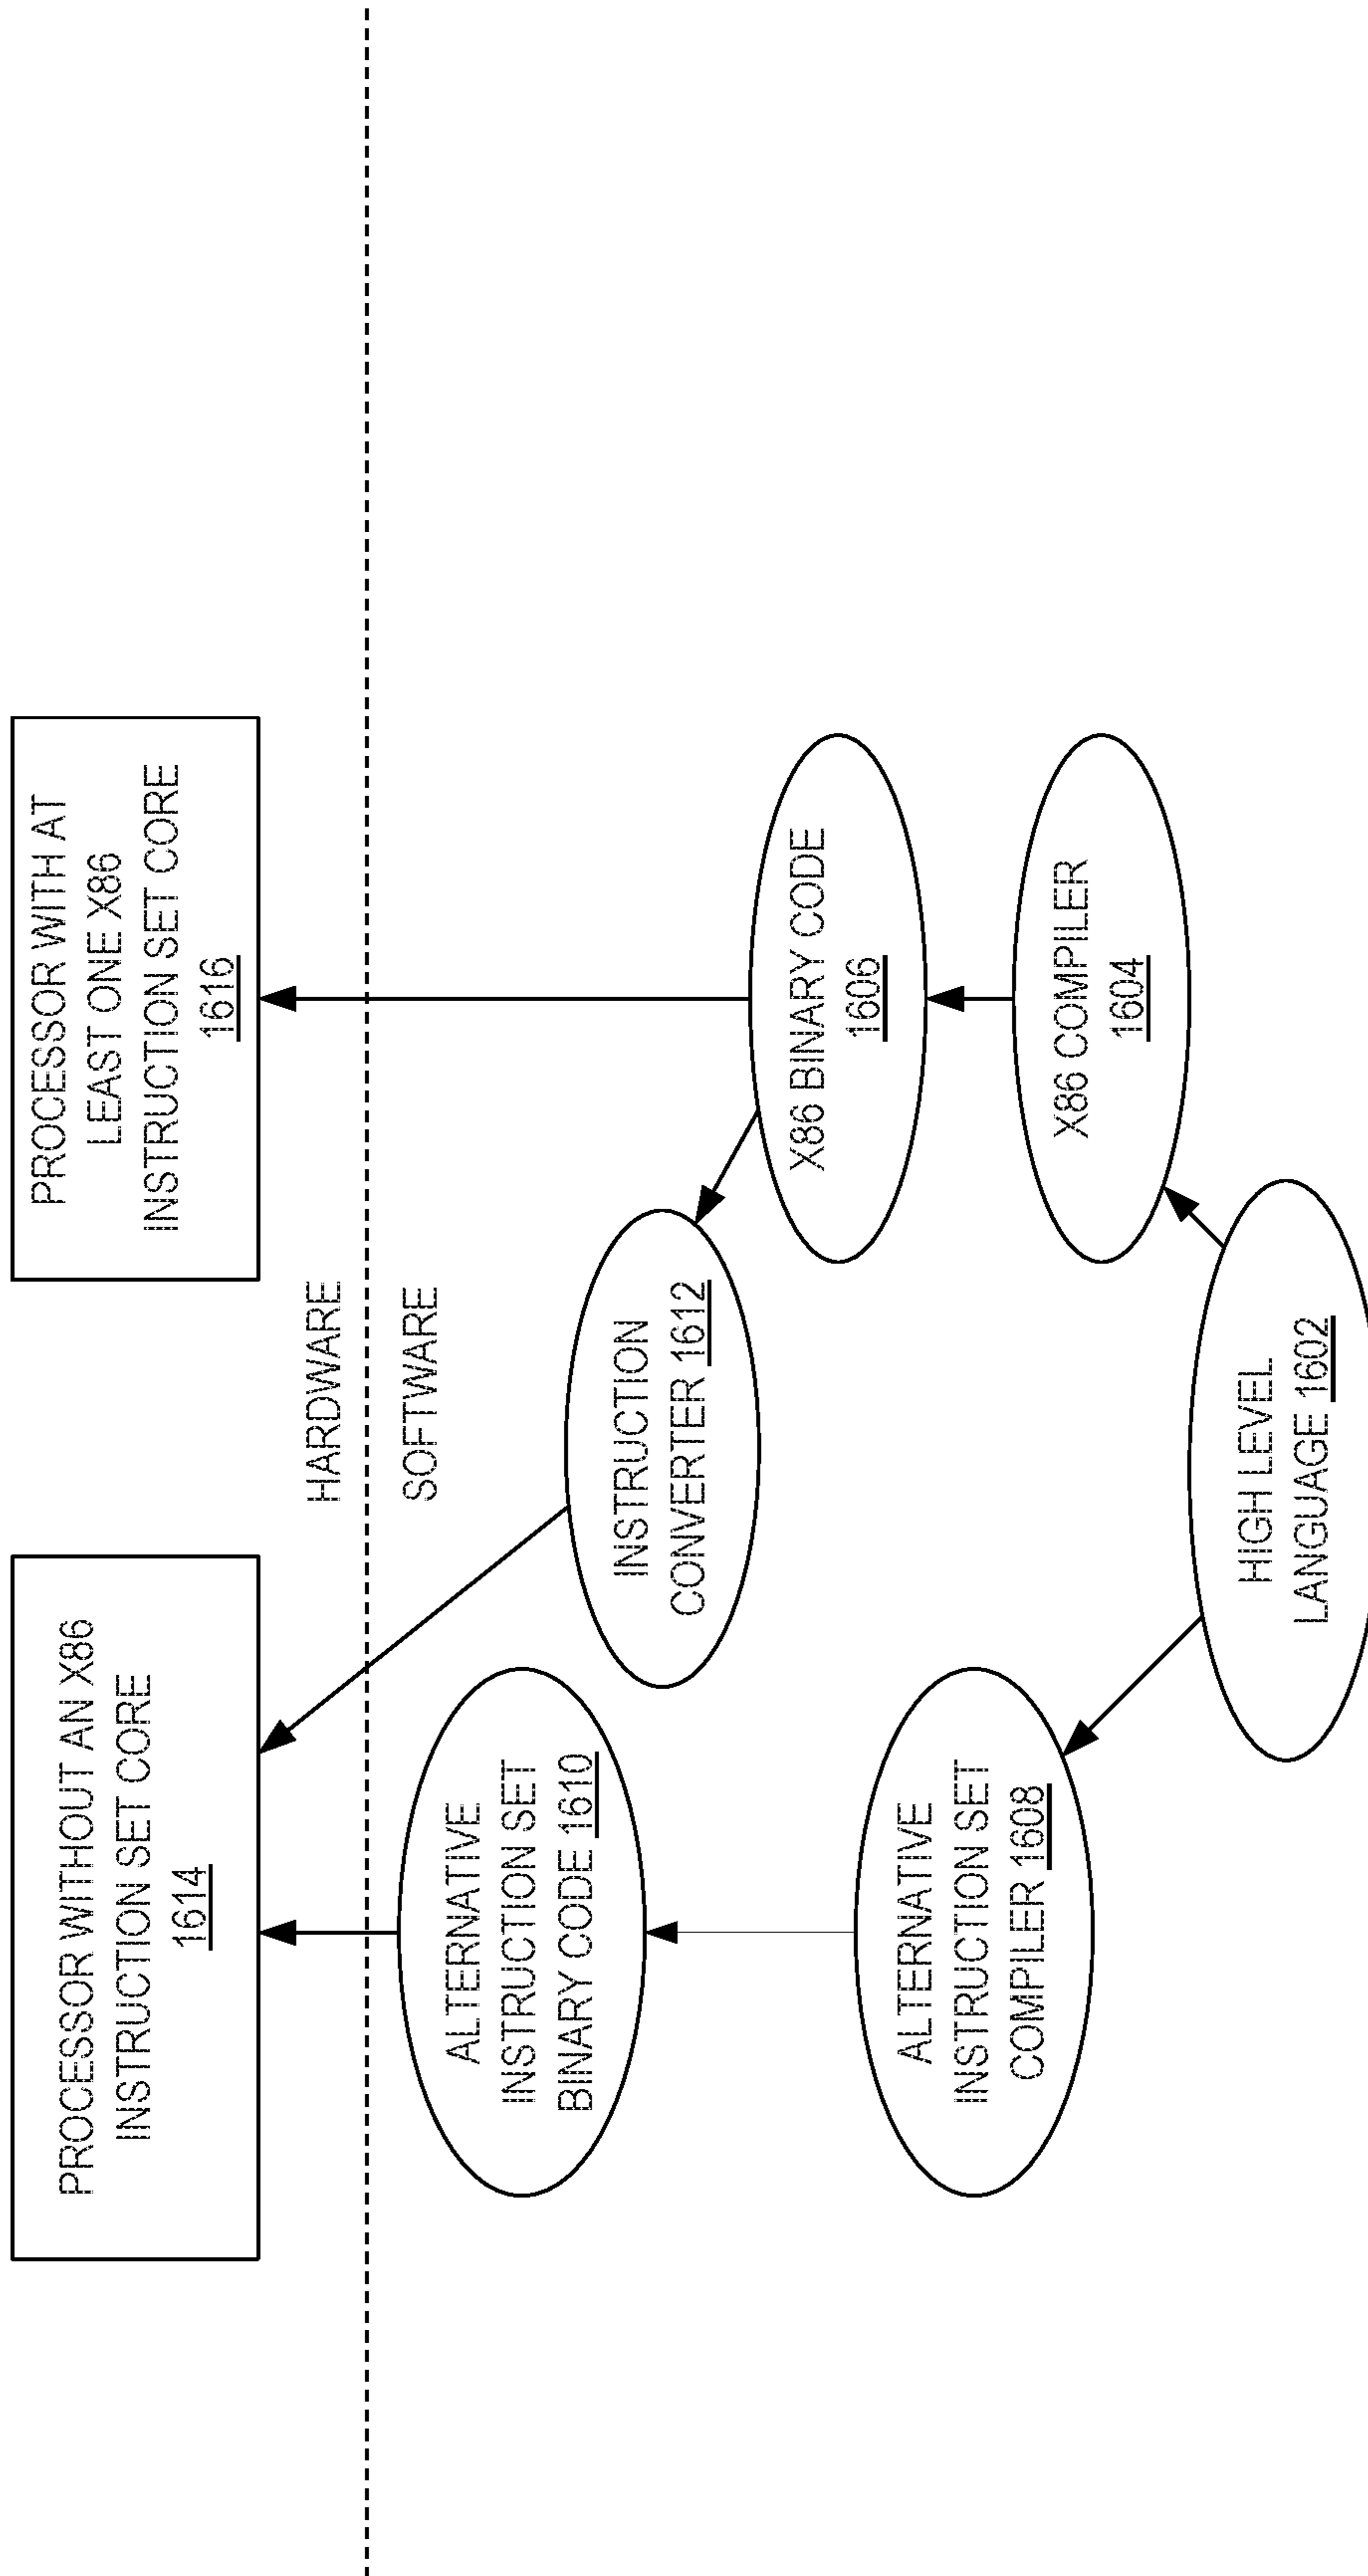 PROCESSOR WITHOUT AN X86
INSTRUCTION SET CORE
1614
PROCESSOR WITH AT
LEAST ONE X86
INSTRUCTION SET CORE
1616
HARDWARE
SOFTWARE
ALTERNATIVE
INSTRUCTION SET
BINARY CODE 1610
INSTRUCTION
CONVERTER 1612
X86 BINARY CODE
1606
ALTERNATIVE
INSTRUCTION SET
COMPILER 1608
X86 COMPILER
1604
HIGH LEVEL
LANGUAGE 1602